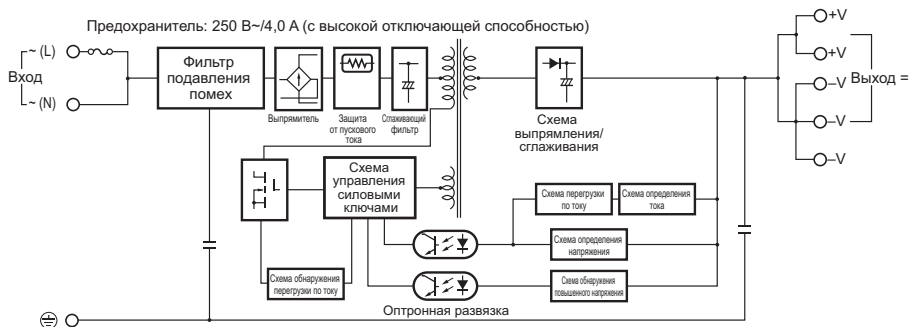 Предохранитель: 250 В~/4,0 А (с высокой отключающей способностью)
~ (L)
Вход
~ (N)
Фильтр
подавления
помех
Выпрямитель
Защита
от пускового
тока
Сглаживающий
фильтр
Схема
выпрямления/
сглаживания
+V
+V
–V
–V
–V
Выход =
Схема
управления
силовыми
ключами
Схема перегрузки
по току
Схема определения
тока
Схема определения
напряжения
Схема обнаружения
перегрузки по току
Схема обнаружения
повышенного напряжения
Оптронная развязка